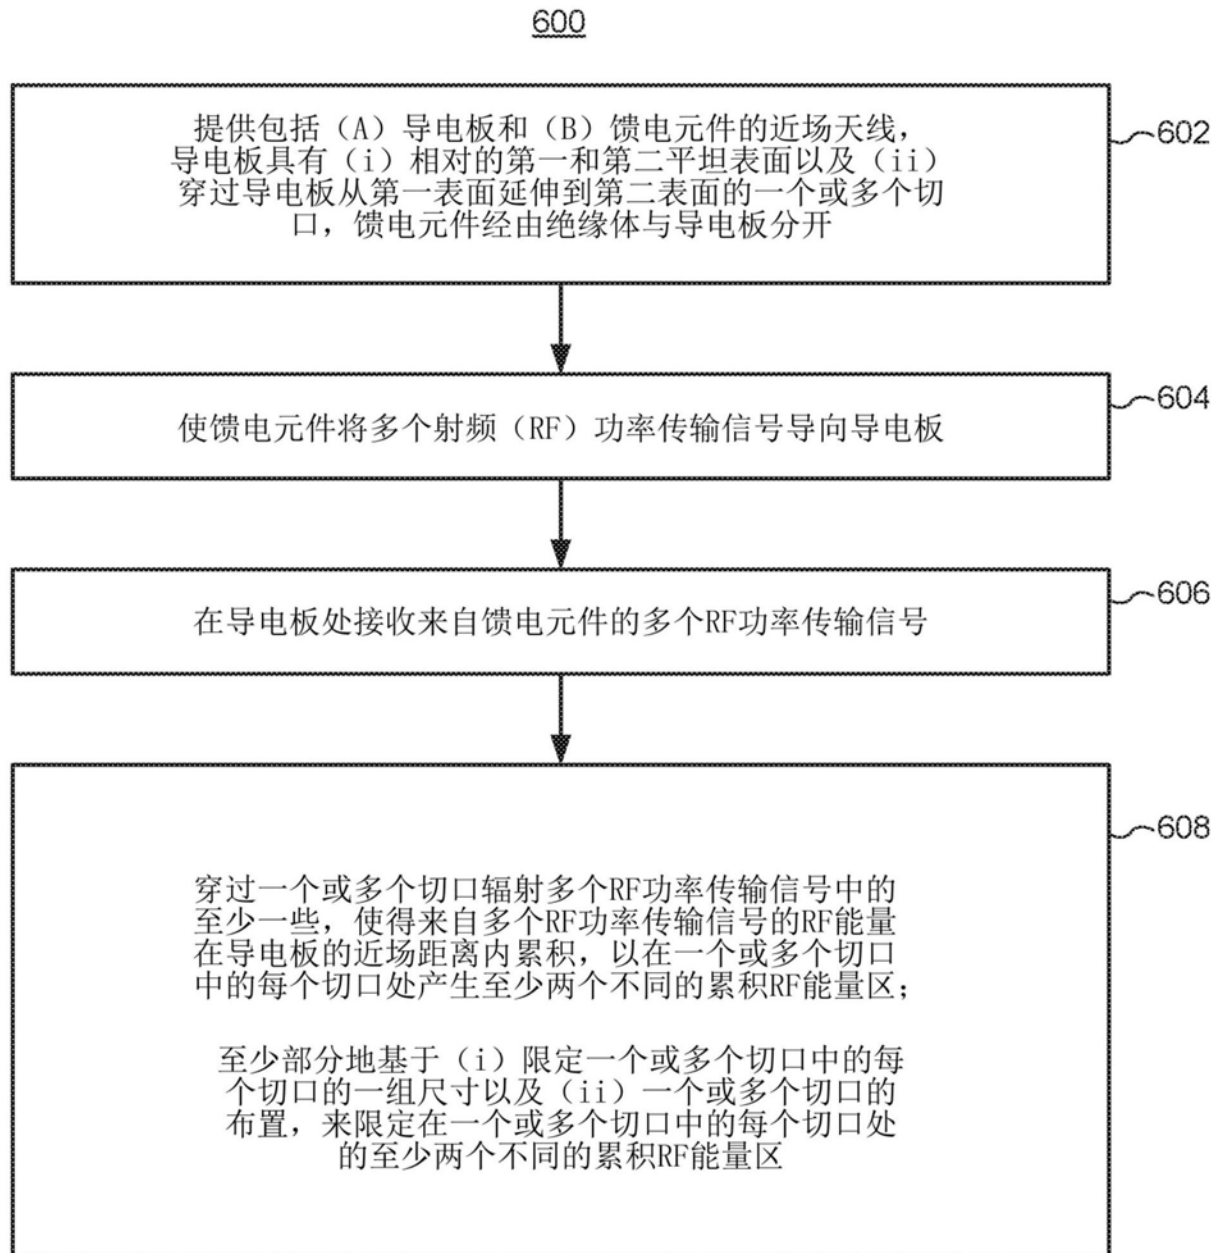 600
提供包括（A）导电板和（B）馈电元件的近场天线，
导电板具有（i）相对的第一和第二平坦表面以及（ii）
穿过导电板从第一表面延伸到第二表面的一个或多个切
口，馈电元件经由绝缘体与导电板分开
602
使馈电元件将多个射频（RF）功率传输信号导向导电板
604
在导电板处接收来自馈电元件的多个RF功率传输信号
606
穿过一个或多个切口辐射多个RF功率传输信号中的
至少一些，使得来自多个RF功率传输信号的RF能量
在导电板的近场距离内累积，以在一个或多个切口
中的每个切口处产生至少两个不同的累积RF能量区；
至少部分地基于（i）限定一个或多个切口中的每
个切口的一组尺寸以及（ii）一个或多个切口的
布置，来限定在一个或多个切口中的每个切口处
的至少两个不同的累积RF能量区
608